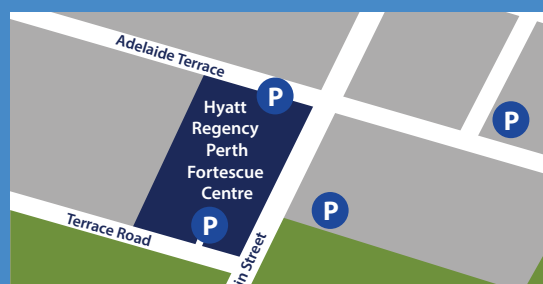 Adelaide Terrace
P
Hyatt
Regency
Perth
Fortescue
Centre
P
P
P
Terrace Road
in Street